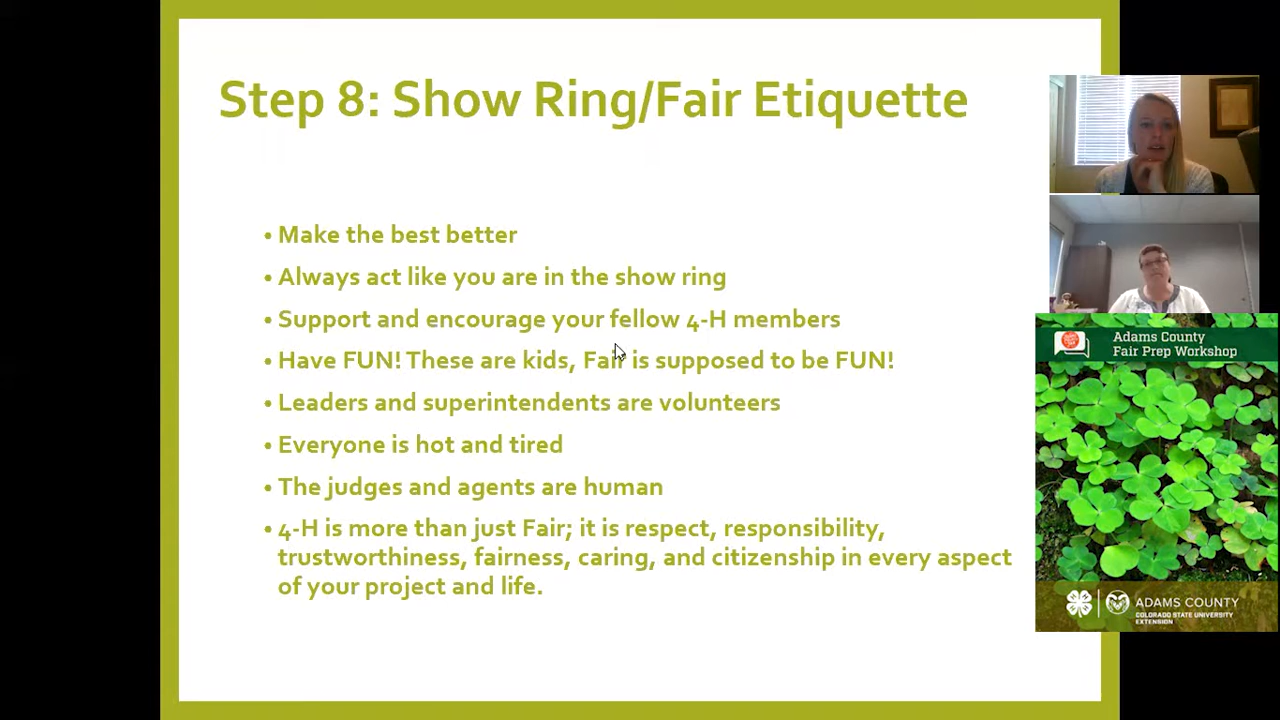 Step 8: Show Ring/Fair Etiquette
• Make the best better
• Always act like you are in the show ring
• Support and encourage your fellow 4-H members
• Have FUN! These are kids, Fair is supposed to be FUN!
• Leaders and superintendents are volunteers
• Everyone is hot and tired
• The judges and agents are human
• 4-H is more than just Fair; it is respect, responsibility,
trustworthiness, fairness, caring, and citizenship in every aspect
of your project and life.
Adams County
Fair Prep Workshop
ADAMS COUNTY
COLORADO STATE UNIVERSITY
EXTENSION